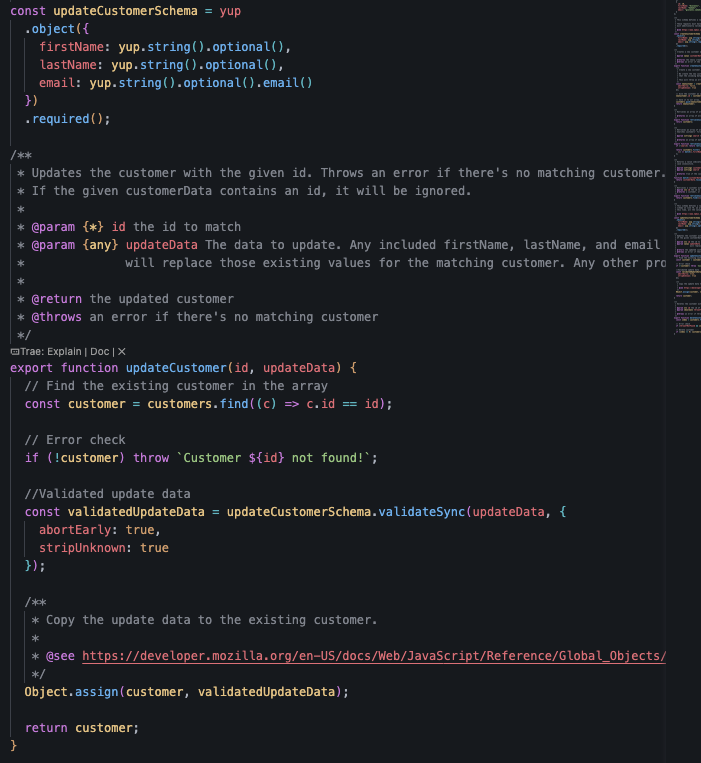 const updateCustomerSchema = yup
  .object({
    firstName: yup.string().optional(),
    lastName: yup.string().optional(),
    email: yup.string().optional().email()
  })
  .required();

/**
 * Updates the customer with the given id. Throws an error if there's no matching customer.
 * If the given customerData contains an id, it will be ignored.
 *
 * @param {*} id the id to match
 * @param {any} updateData The data to update. Any included firstName, lastName, and email
 *              will replace those existing values for the matching customer. Any other pro
 *
 * @return the updated customer
 * @throws an error if there's no matching customer
 */
Trae: Explain | Doc | X
export function updateCustomer(id, updateData) {
  // Find the existing customer in the array
  const customer = customers.find((c) => c.id == id);

  // Error check
  if (!customer) throw `Customer ${id} not found!`;

  //Validated update data
  const validatedUpdateData = updateCustomerSchema.validateSync(updateData, {
    abortEarly: true,
    stripUnknown: true
  });

  /**
   * Copy the update data to the existing customer.
   *
   * @see https://developer.mozilla.org/en-US/docs/Web/JavaScript/Reference/Global_Objects/
   */
  Object.assign(customer, validatedUpdateData);

  return customer;
}